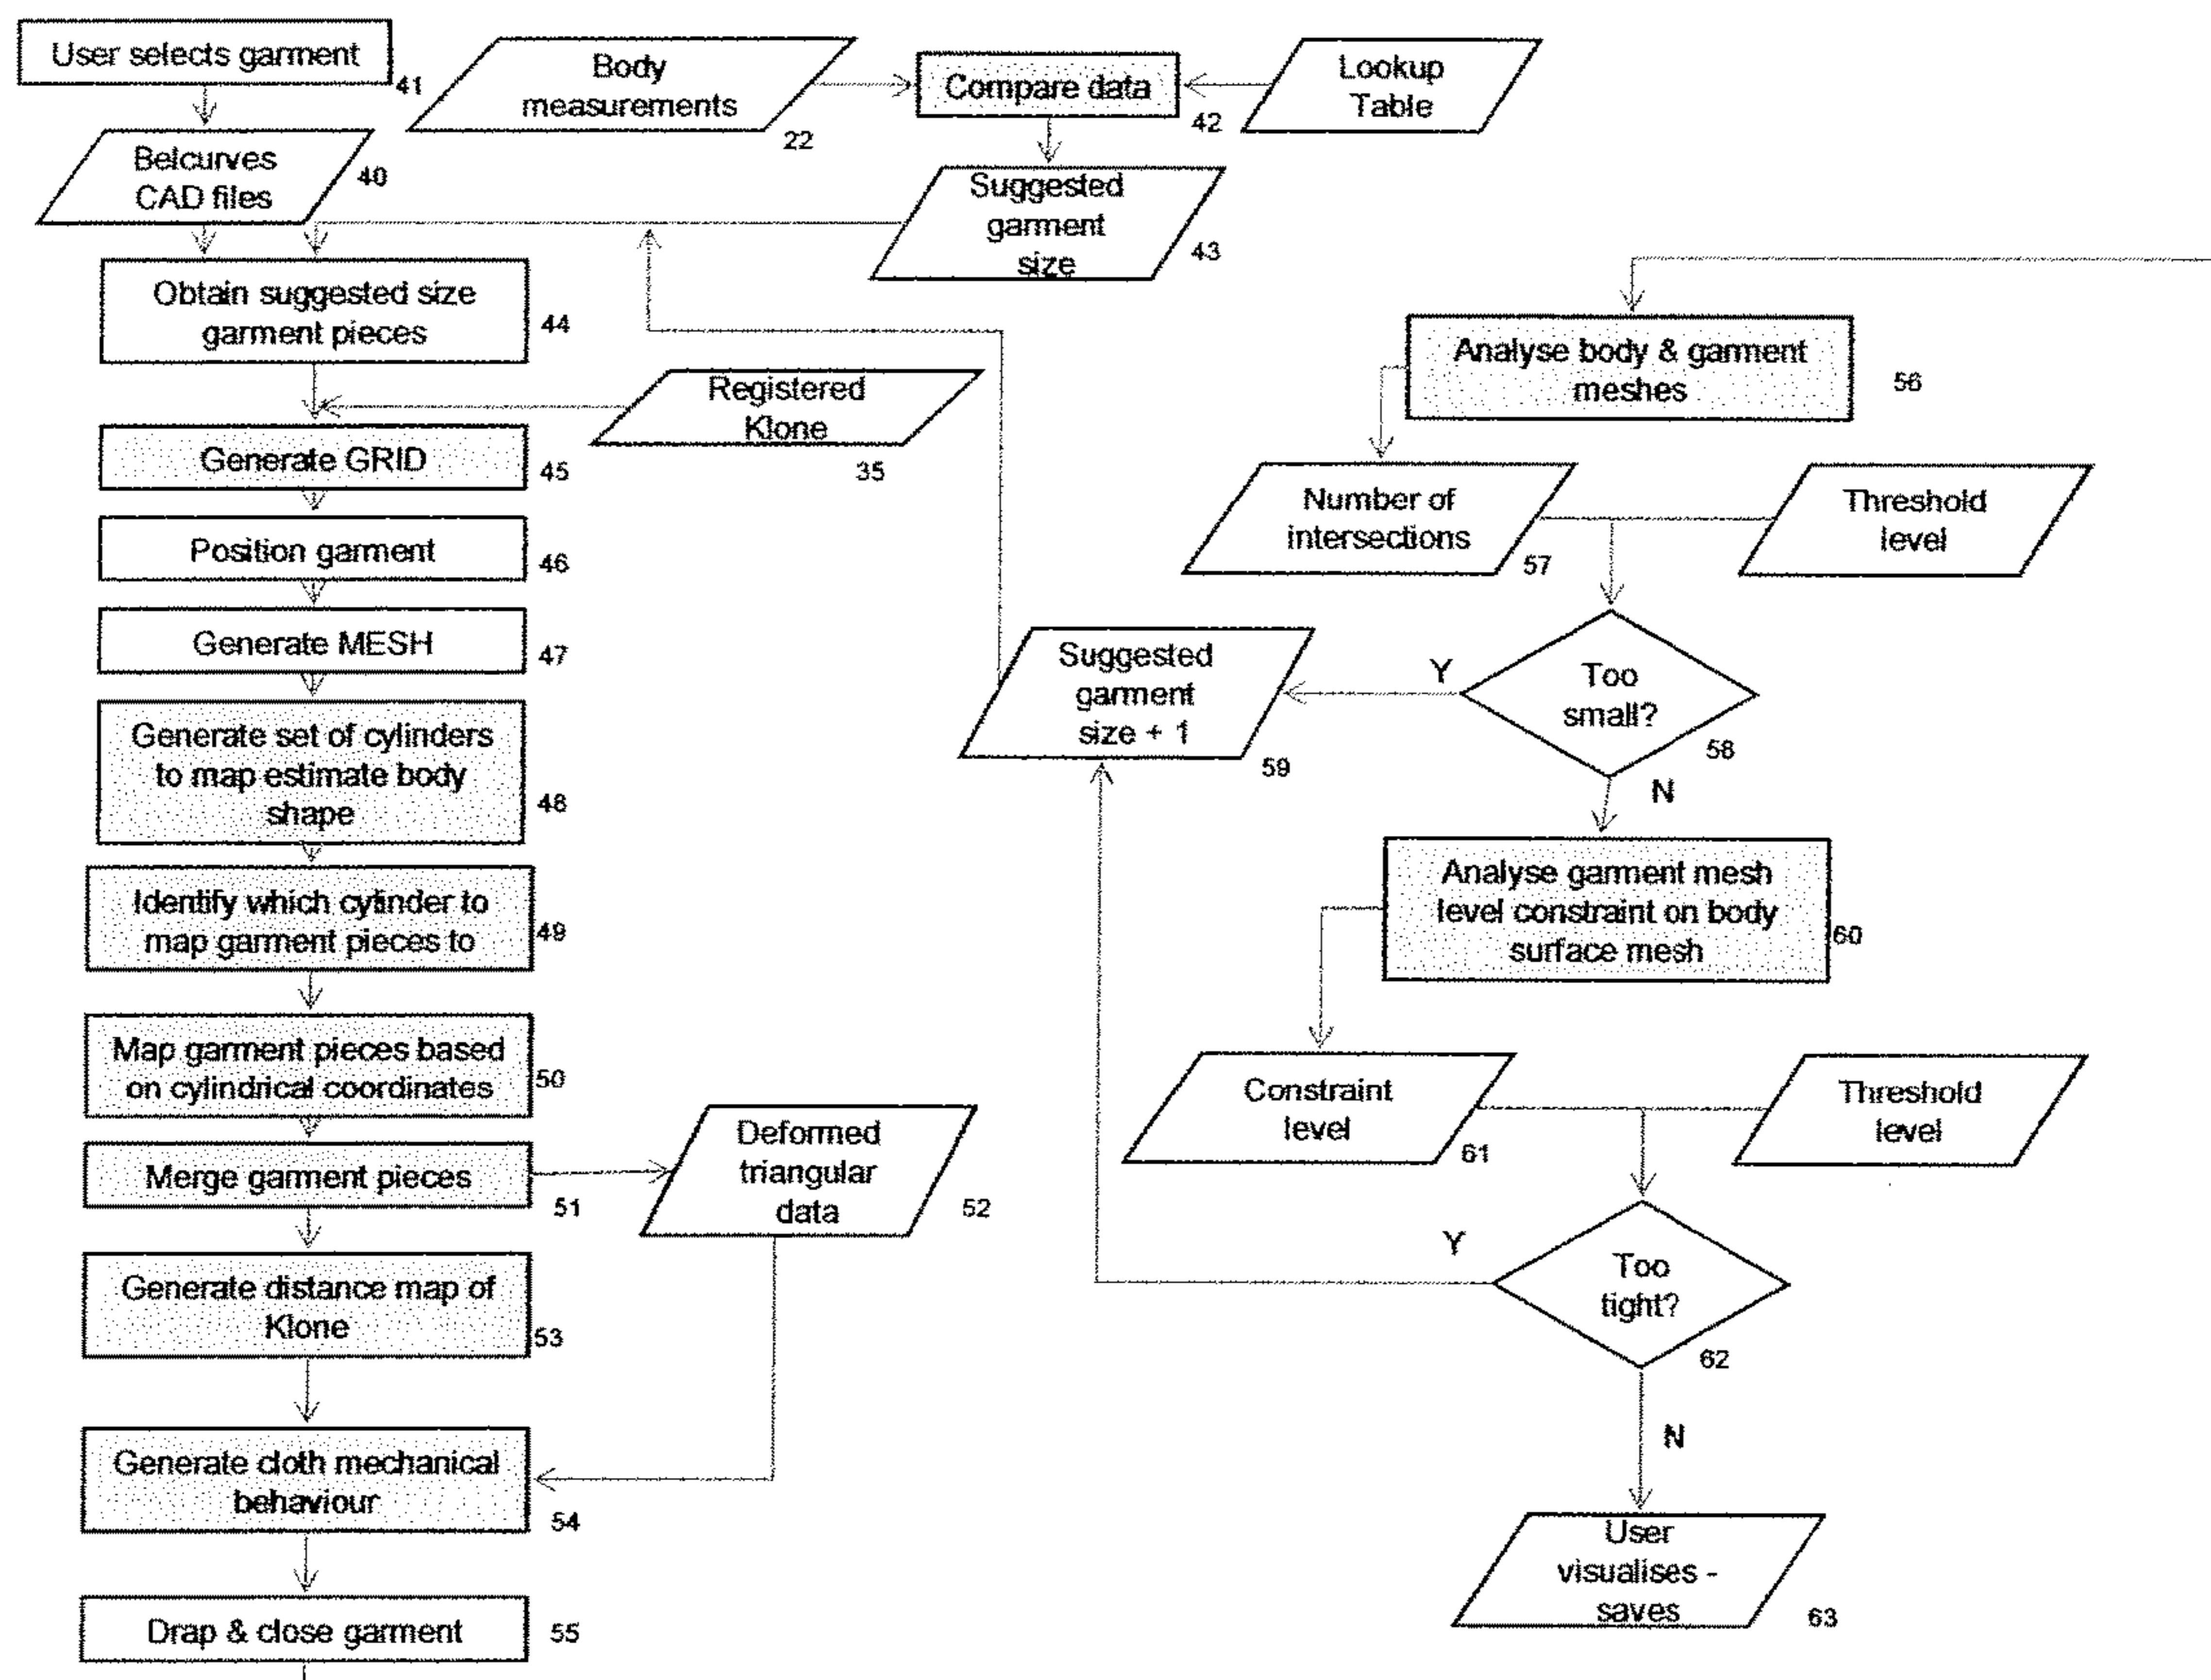 User selects garment
41
Belcurves
CAD files
40
Body
measurements
22
Compare data
42
Lookup
Table
Suggested
garment
size
43
Obtain suggested size
garment pieces
44
Registered
Klone
35
Generate GRID
45
Position garment
46
Generate MESH
47
Generate set of cylinders
to map estimate body
shape
48
Identify which cylinder to
map garment pieces to
49
Map garment pieces based
on cylindrical coordinates
50
Merge garment pieces
51
Deformed
triangular
data
52
Generate distance map of
Klone
53
Generate cloth mechanical
behaviour
54
Drap & close garment
55
Analyse body & garment
meshes
56
Number of
intersections
57
Threshold
level
Too
small?
58
Y
N
Suggested
garment
size + 1
59
Analyse garment mesh
level constraint on body
surface mesh
60
Constraint
level
61
Threshold
level
Too
tight?
62
Y
N
User
visualises -
saves
63